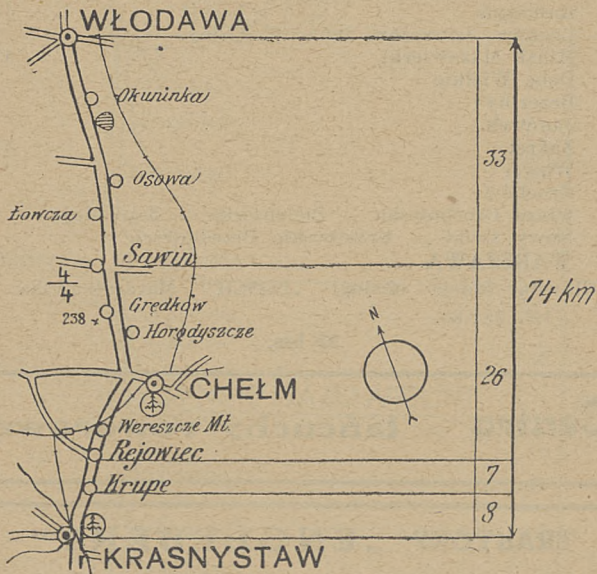 WŁODAWA
Okuninka
33
Osowa
Łowcza
Sawin
4
4
74 km
Grędków
238
Horodyszcze
N
26
CHEŁM
Wereszcze Mł.
Rejowiec
7
Krupe
8
KRASNYSTAW